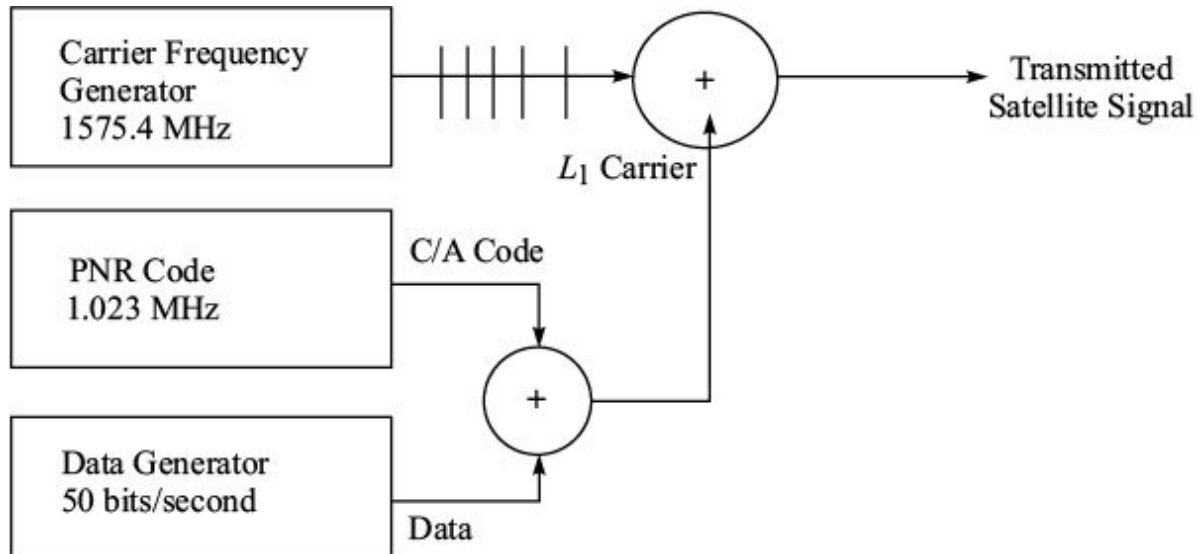 Carrier Frequency
Generator
1575.4 MHz
+
Transmitted
Satellite Signal
L1 Carrier
PNR Code
1.023 MHz
C/A Code
+
Data Generator
50 bits/second
Data